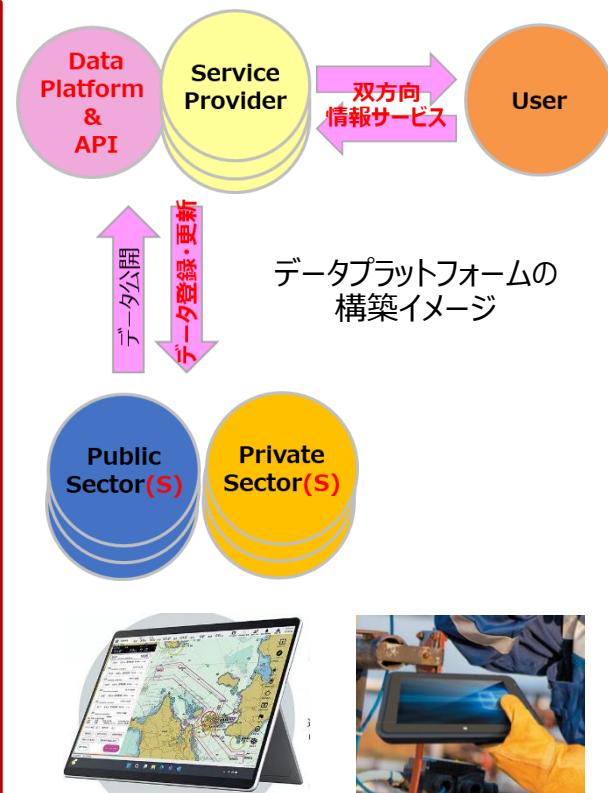 Data
Platform
&
API
Service
Provider
双方向
情報サービス
User
データ公開
データ登録・更新
データプラットフォームの
構築イメージ
Public
Sector(S)
Private
Sector(S)